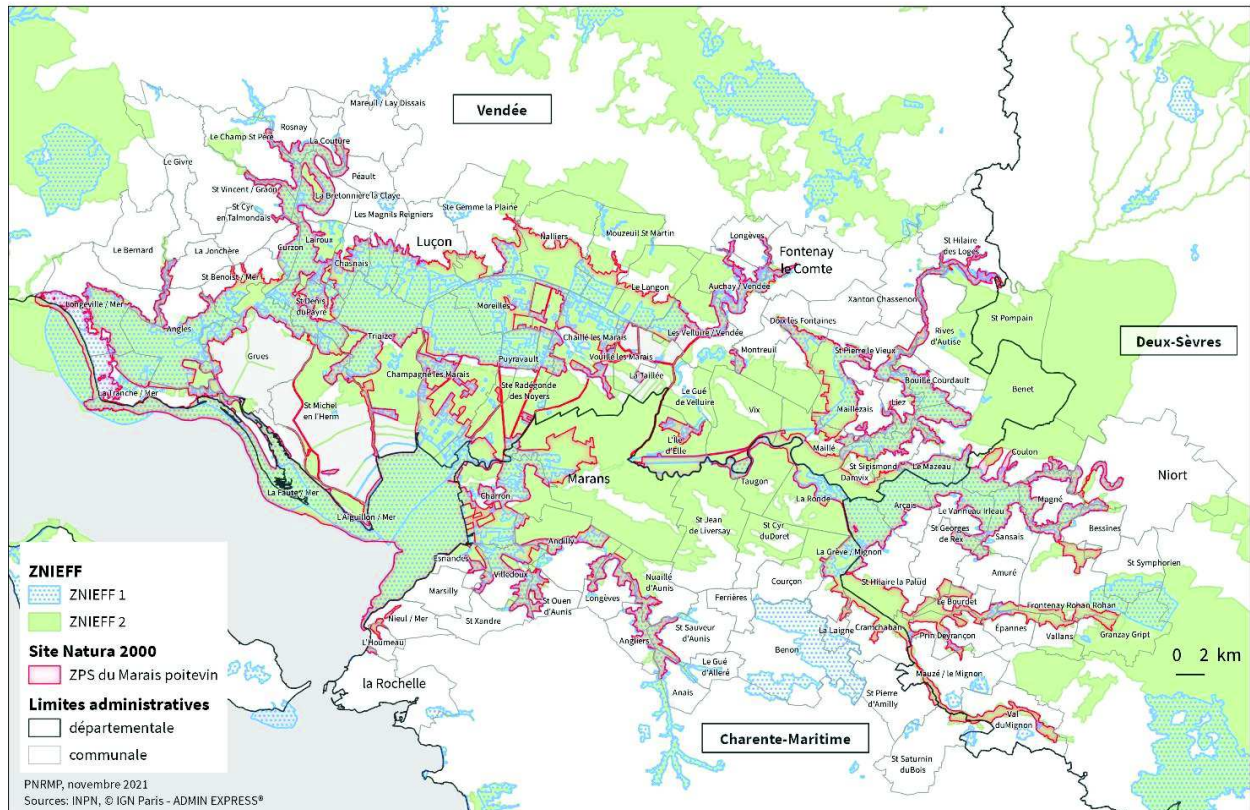 Vendée
Mareuil / Lay Dissais
Rosnay
Le Champ St Père
La Couture
Le Givre
Péault
St Vincent / Graon
La Bretonnière la Claye
Ste Gemme la Plaine
St Cyr
en Talmondais
Les Magnils Reigniers
Le Bernard
La Jonchère
Curzon
Lairoux
Luçon
Nalliers
Mouzeuil St Martin
Longèves
Fontenay
le Comte
St Hilaire
des Loges
Chasnais
St Benoist / Mer
Le Langon
Auchay / Vendée
Xanton Chassenon
Longeville / Mer
St Denis
du Payré
Moreilles
Doix lès Fontaines
St Pompain
Angles
Triaize
Chaillé les Marais
Les Velluire / Vendée
Rives
d'Autise
Deux-Sèvres
Grues
Puyravault
Vouillé les Marais
Montreuil
St Pierre le Vieux
Champagné les Marais
La Taillée
Bouillé Courdault
Benet
La Tranche / Mer
Ste Radégonde
des Noyers
Le Gué
de Velluire
Vix
Maillezais
Liez
St Michel
en l'Herm
L'Île
d'Elle
Maillé
St Sigismond
Le Mazeau
Coulon
Niort
La Faute / Mer
Marans
Taugon
Damvix
La Ronde
Magné
L'Aiguillon / Mer
Charron
Arçais
Le Vanneau Irleau
Bessines
St Jean
de Liversay
St Cyr
du Doret
St Georges
de Rex
Sansais
Esnandes
Andilly
La Grève / Mignon
St Symphorien
Amuré
Villedoux
Nuaillé
d'Aunis
Courçon
St Hilaire la Palud
Marsilly
St Ouen
d'Aunis
Longèves
Ferrières
Le Bourdet
Frontenay Rohan Rohan
Nieul / Mer
St Xandre
St Sauveur
d'Aunis
La Laigne
Cramchaban
Prin Deyrançon
Épannes
Vallans
Granzay Gript
L'Houmeau
Angliers
Benon
Le Gué
d'Alleré
Mauzé / le Mignon
la Rochelle
Anais
St Pierre
d'Amilly
Val
du Mignon
Charente-Maritime
St Saturnin
du Bois
ZNIEFF
ZNIEFF 1
ZNIEFF 2
Site Natura 2000
ZPS du Marais poitevin
Limites administratives
départementale
communale
0 2 km
PNRMP, novembre 2021
Sources: INPN, © IGN Paris - ADMIN EXPRESS®